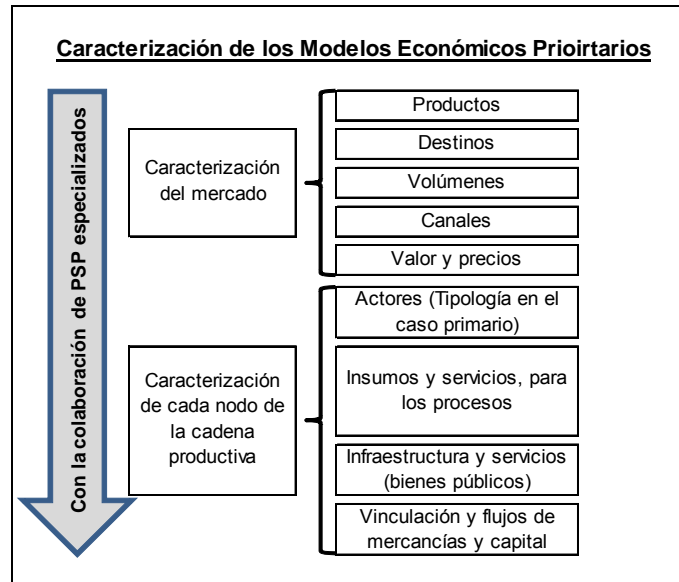 Caracterización de los Modelos Económicos Prioirtarios
Con la colaboración de PSP especializados
Caracterización
del mercado
Productos
Destinos
Volúmenes
Canales
Valor y precios
Caracterización
de cada nodo de
la cadena
productiva
Actores (Tipología en el
caso primario)
Insumos y servicios, para
los procesos
Infraestructura y servicios
(bienes públicos)
Vinculación y flujos de
mercancías y capital